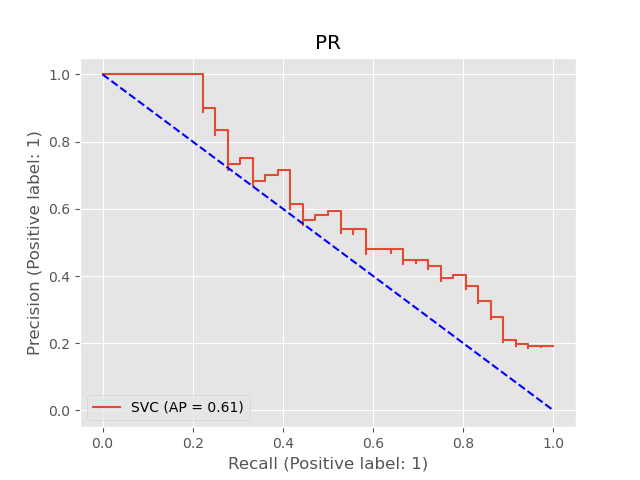 PR
1.0
0.8
0.6
0.4
0.2
0.0
Precision (Positive label: 1)
SVC (AP = 0.61)
0.0 0.2 0.4 0.6 0.8 1.0
Recall (Positive label: 1)